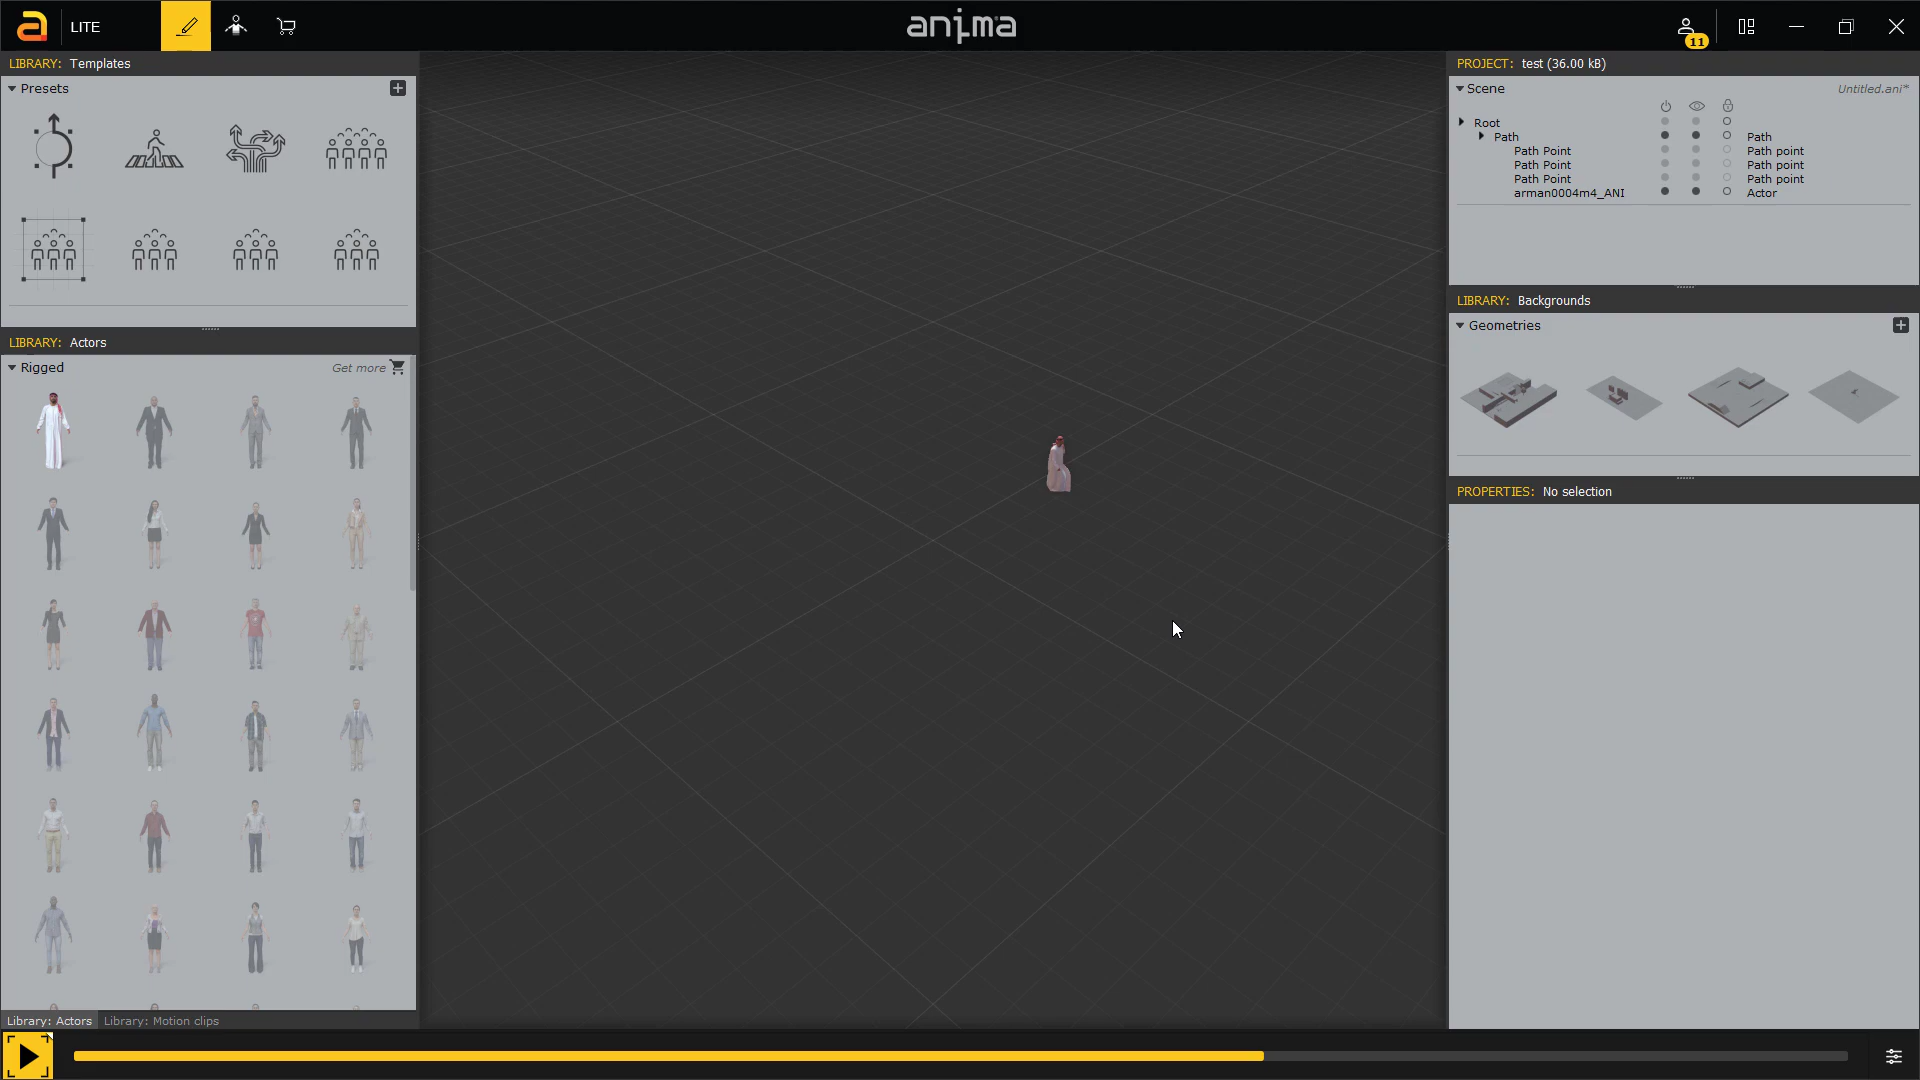 LITE
anima
11
LIBRARY: Templates
Presets
LIBRARY: Actors
Rigged
Get more
Library: Actors
Library: Motion clips
PROJECT: test (36.00 kB)
Scene
Untitled.ani*
Root
Path
Path
Path Point
Path point
Path Point
Path point
Path Point
Path point
arman0004m4_ANI
Actor
LIBRARY: Backgrounds
Geometries
PROPERTIES: No selection